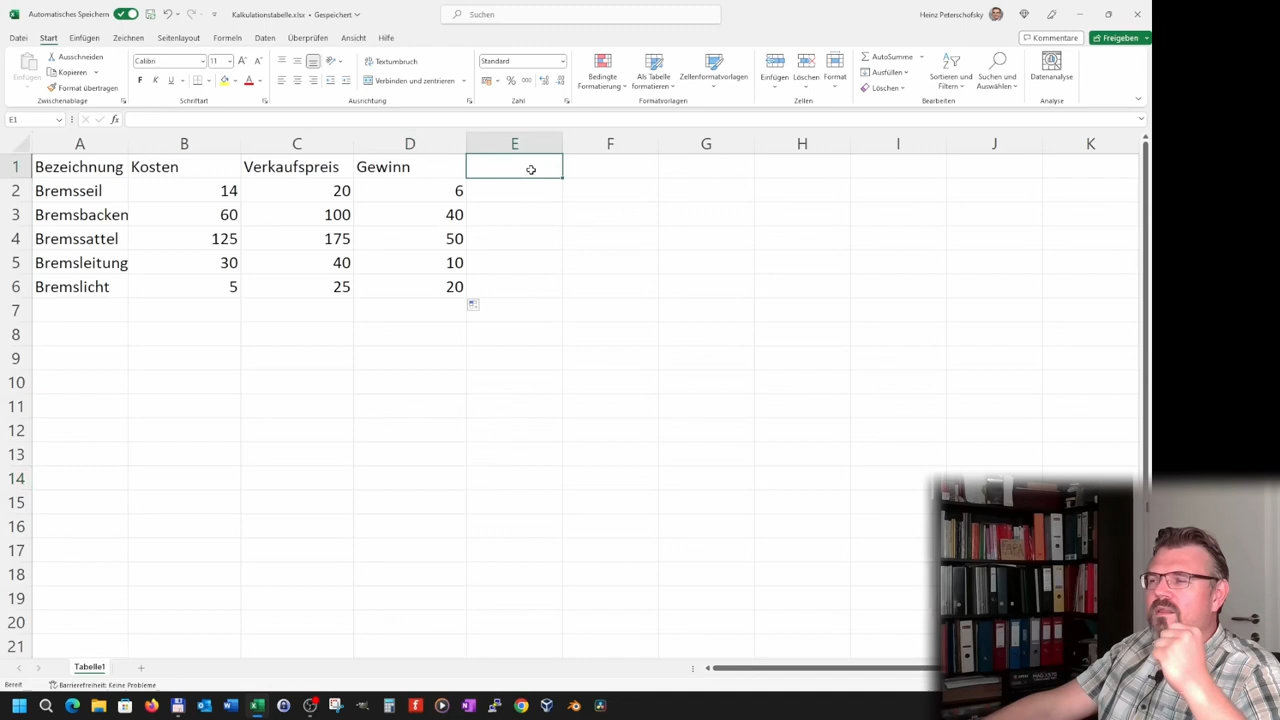 Automatisches Speichern
Kalkulationstabelle.xlsx • Gespeichert
Suchen
Heinz Peterschofsky
Datei Start Einfügen Zeichnen Seitenlayout Formeln Daten Überprüfen Ansicht Hilfe
Kommentare Freigeben
Einfügen
Ausschneiden
Kopieren
Format übertragen
Zwischenablage
Calibri 11
F K U
Schriftart
Textumbruch
Verbinden und zentrieren
Ausrichtung
Standard
Zahl
Bedingte Formatierung
Als Tabelle formatieren
Zellenformatvorlagen
Formatvorlagen
Einfügen Löschen Format
Zellen
AutoSumme
Ausfüllen
Löschen
Sortieren und Filtern
Suchen und Auswählen
Bearbeiten
Datenanalyse
Analyse
E1 fx
A B C D E F G H I J K
1 Bezeichnung Kosten Verkaufspreis Gewinn
2 Bremsseil 14 20 6
3 Bremsbacken 60 100 40
4 Bremssattel 125 175 50
5 Bremsleitung 30 40 10
6 Bremslicht 5 25 20
7
8
9
10
11
12
13
14
15
16
17
18
19
20
21
PAPA
Tabelle1
Bereit Barrierefreiheit: Keine Probleme